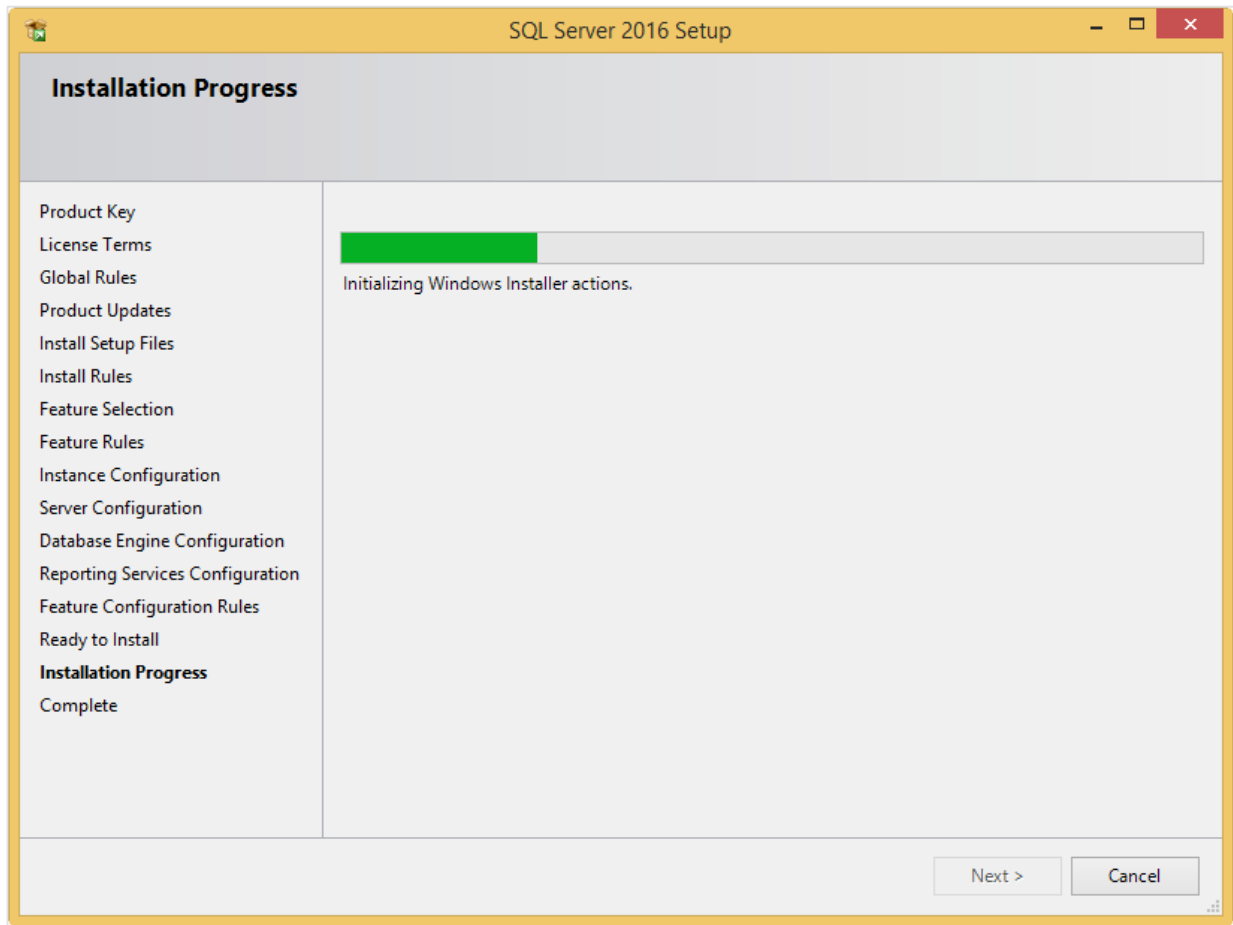 SQL Server 2016 Setup
Installation Progress
Product Key
License Terms
Global Rules
Product Updates
Install Setup Files
Install Rules
Feature Selection
Feature Rules
Instance Configuration
Server Configuration
Database Engine Configuration
Reporting Services Configuration
Feature Configuration Rules
Ready to Install
Installation Progress
Complete
Initializing Windows Installer actions.
Next >
Cancel